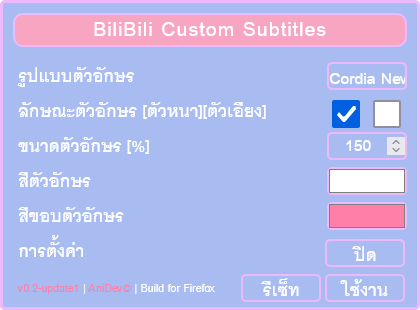 BiliBili Custom Subtitles
รูปแบบตัวอักษร Cordia New
ลักษณะตัวอักษร [ตัวหนา][ตัวเอียง]
ขนาดตัวอักษร [%] 150
สีตัวอักษร
สีขอบตัวอักษร
การตั้งค่า ปิด
v0.2-update1 | AniDev© | Build for Firefox รีเซ็ท ใช้งาน